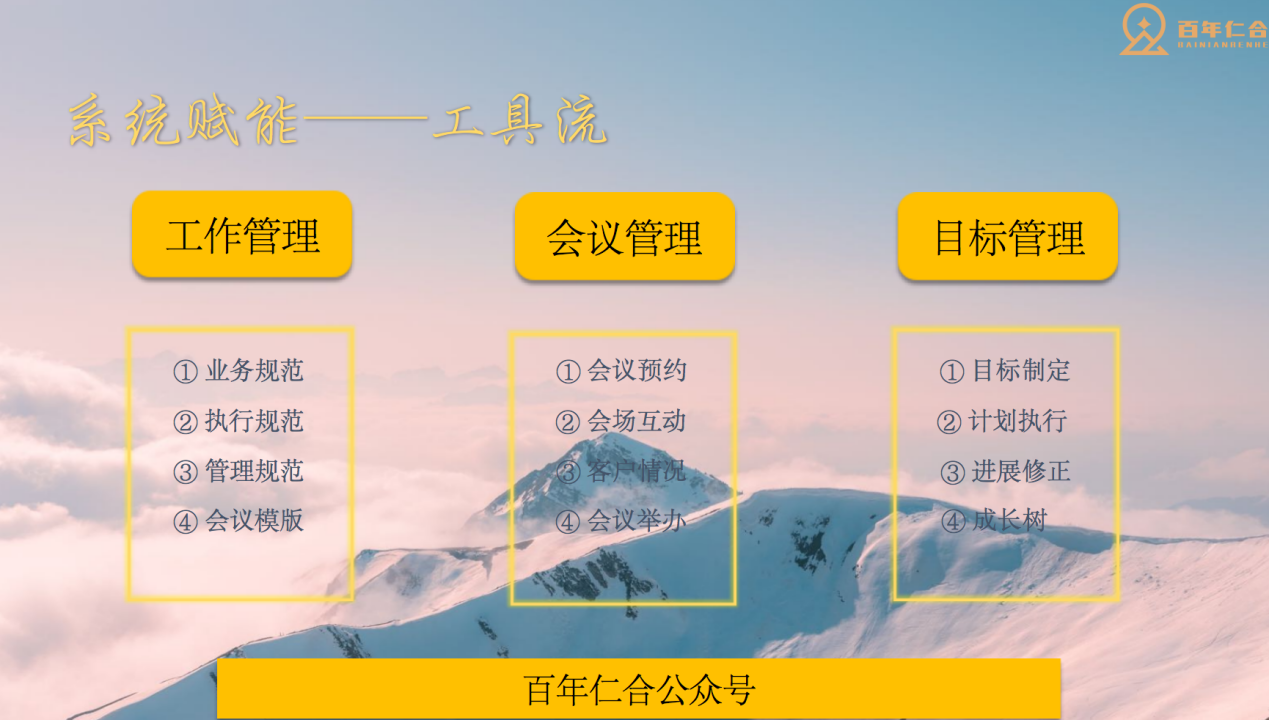 百年仁合
BAINIANRENHE
系统赋能——工具流
工作管理
① 业务规范
② 执行规范
③ 管理规范
④ 会议模版
会议管理
① 会议预约
② 会场互动
③ 客户情况
④ 会议举办
目标管理
① 目标制定
② 计划执行
③ 进展修正
④ 成长树
百年仁合公众号